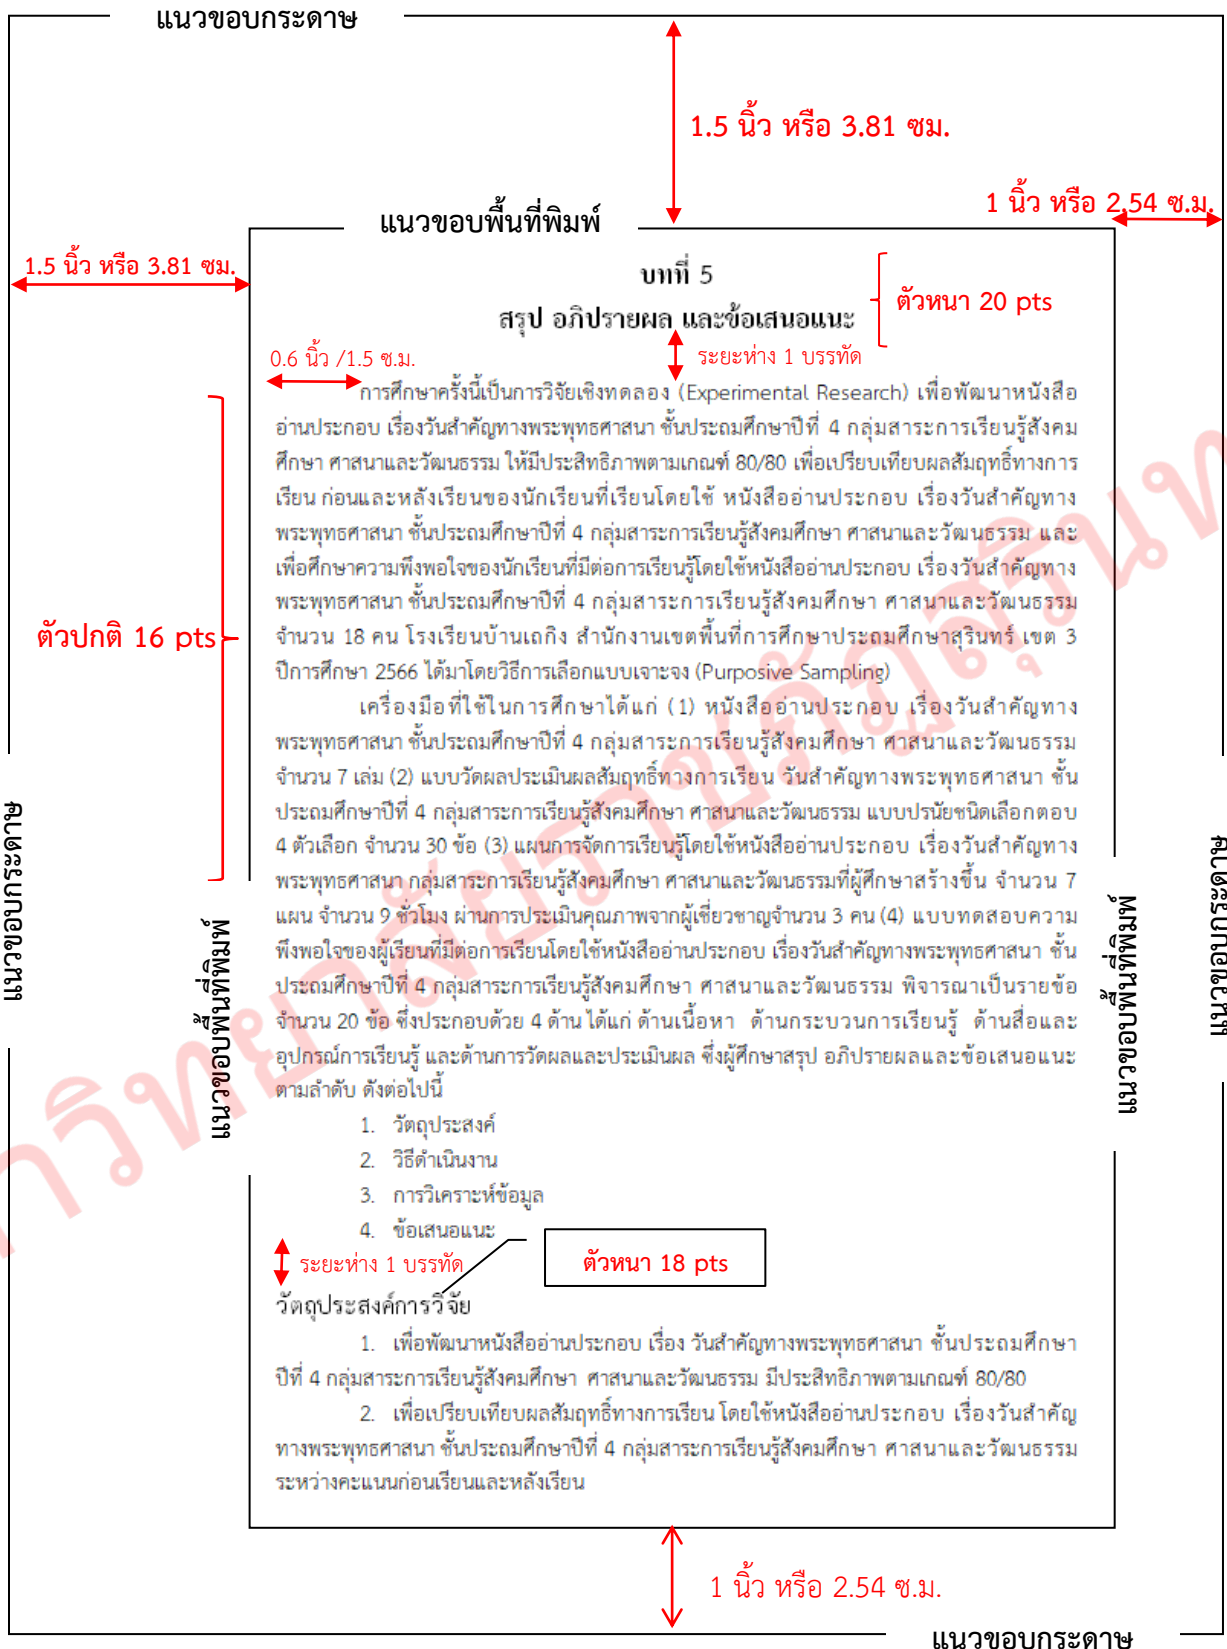 แนวขอบกระดาษ
1.5 นิ้ว หรือ 3.81 ซม.
1 นิ้ว หรือ 2.54 ซ.ม.
แนวขอบพื้นที่พิมพ์
1.5 นิ้ว หรือ 3.81 ซม.
บทที่ 5
ตัวหนา 20 pts
สรุป อภิปรายผล และข้อเสนอแนะ
0.6 นิ้ว /1.5 ซ.ม.
ระยะห่าง 1 บรรทัด
การศึกษาครั้งนี้เป็นการวิจัยเชิงทดลอง (Experimental Research) เพื่อพัฒนาหนังสือ
อ่านประกอบ เรื่องวันสำคัญทางพระพุทธศาสนา ชั้นประถมศึกษาปีที่ 4 กลุ่มสาระการเรียนรู้สังคม
ศึกษา ศาสนาและวัฒนธรรม ให้มีประสิทธิภาพตามเกณฑ์ 80/80 เพื่อเปรียบเทียบผลสัมฤทธิ์ทางการ
เรียน ก่อนและหลังเรียนของนักเรียนที่เรียนโดยใช้ หนังสืออ่านประกอบ เรื่องวันสำคัญทาง
พระพุทธศาสนา ชั้นประถมศึกษาปีที่ 4 กลุ่มสาระการเรียนรู้สังคมศึกษา ศาสนาและวัฒนธรรม และ
เพื่อศึกษาความพึงพอใจของนักเรียนที่มีต่อการเรียนรู้โดยใช้หนังสืออ่านประกอบ เรื่องวันสำคัญทาง
พระพุทธศาสนา ชั้นประถมศึกษาปีที่ 4 กลุ่มสาระการเรียนรู้สังคมศึกษา ศาสนาและวัฒนธรรม
จำนวน 18 คน โรงเรียนบ้านเถกิง สำนักงานเขตพื้นที่การศึกษาประถมศึกษาสุรินทร์ เขต 3
ตัวปกติ 16 pts
ปีการศึกษา 2566 ได้มาโดยวิธีการเลือกแบบเจาะจง (Purposive Sampling)
เครื่องมือที่ใช้ในการศึกษาได้แก่ (1) หนังสืออ่านประกอบ เรื่องวันสำคัญทาง
พระพุทธศาสนา ชั้นประถมศึกษาปีที่ 4 กลุ่มสาระการเรียนรู้สังคมศึกษา ศาสนาและวัฒนธรรม
จำนวน 7 เล่ม (2) แบบวัดผลประเมินผลสัมฤทธิ์ทางการเรียน วันสำคัญทางพระพุทธศาสนา ชั้น
ประถมศึกษาปีที่ 4 กลุ่มสาระการเรียนรู้สังคมศึกษา ศาสนาและวัฒนธรรม แบบปรนัยชนิดเลือกตอบ
4 ตัวเลือก จำนวน 30 ข้อ (3) แผนการจัดการเรียนรู้โดยใช้หนังสืออ่านประกอบ เรื่องวันสำคัญทาง
พระพุทธศาสนา กลุ่มสาระการเรียนรู้สังคมศึกษา ศาสนาและวัฒนธรรมที่ผู้ศึกษาสร้างขึ้น จำนวน 7
แผน จำนวน 9 ชั่วโมง ผ่านการประเมินคุณภาพจากผู้เชี่ยวชาญจำนวน 3 คน (4) แบบทดสอบความ
พึงพอใจของผู้เรียนที่มีต่อการเรียนโดยใช้หนังสืออ่านประกอบ เรื่องวันสำคัญทางพระพุทธศาสนา ชั้น
ประถมศึกษาปีที่ 4 กลุ่มสาระการเรียนรู้สังคมศึกษา ศาสนาและวัฒนธรรม พิจารณาเป็นรายข้อ
จำนวน 20 ข้อ ซึ่งประกอบด้วย 4 ด้าน ได้แก่ ด้านเนื้อหา ด้านกระบวนการเรียนรู้ ด้านสื่อและ
อุปกรณ์การเรียนรู้ และด้านการวัดผลและประเมินผล ซึ่งผู้ศึกษาสรุป อภิปรายผลและข้อเสนอแนะ
ตามลำดับ ดังต่อไปนี้
แนวขอบกระดาษ
แนวขอบพื้นที่พิมพ์
แนวขอบพื้นที่พิมพ์
แนวขอบกระดาษ
1. วัตถุประสงค์
2. วิธีดำเนินงาน
3. การวิเคราะห์ข้อมูล
4. ข้อเสนอแนะ
ระยะห่าง 1 บรรทัด
ตัวหนา 18 pts
วัตถุประสงค์การวิจัย
1. เพื่อพัฒนาหนังสืออ่านประกอบ เรื่อง วันสำคัญทางพระพุทธศาสนา ชั้นประถมศึกษา
ปีที่ 4 กลุ่มสาระการเรียนรู้สังคมศึกษา ศาสนาและวัฒนธรรม มีประสิทธิภาพตามเกณฑ์ 80/80
2. เพื่อเปรียบเทียบผลสัมฤทธิ์ทางการเรียน โดยใช้หนังสืออ่านประกอบ เรื่องวันสำคัญ
ทางพระพุทธศาสนา ชั้นประถมศึกษาปีที่ 4 กลุ่มสาระการเรียนรู้สังคมศึกษา ศาสนาและวัฒนธรรม
ระหว่างคะแนนก่อนเรียนและหลังเรียน
1 นิ้ว หรือ 2.54 ซ.ม.
แนวขอบกระดาษ